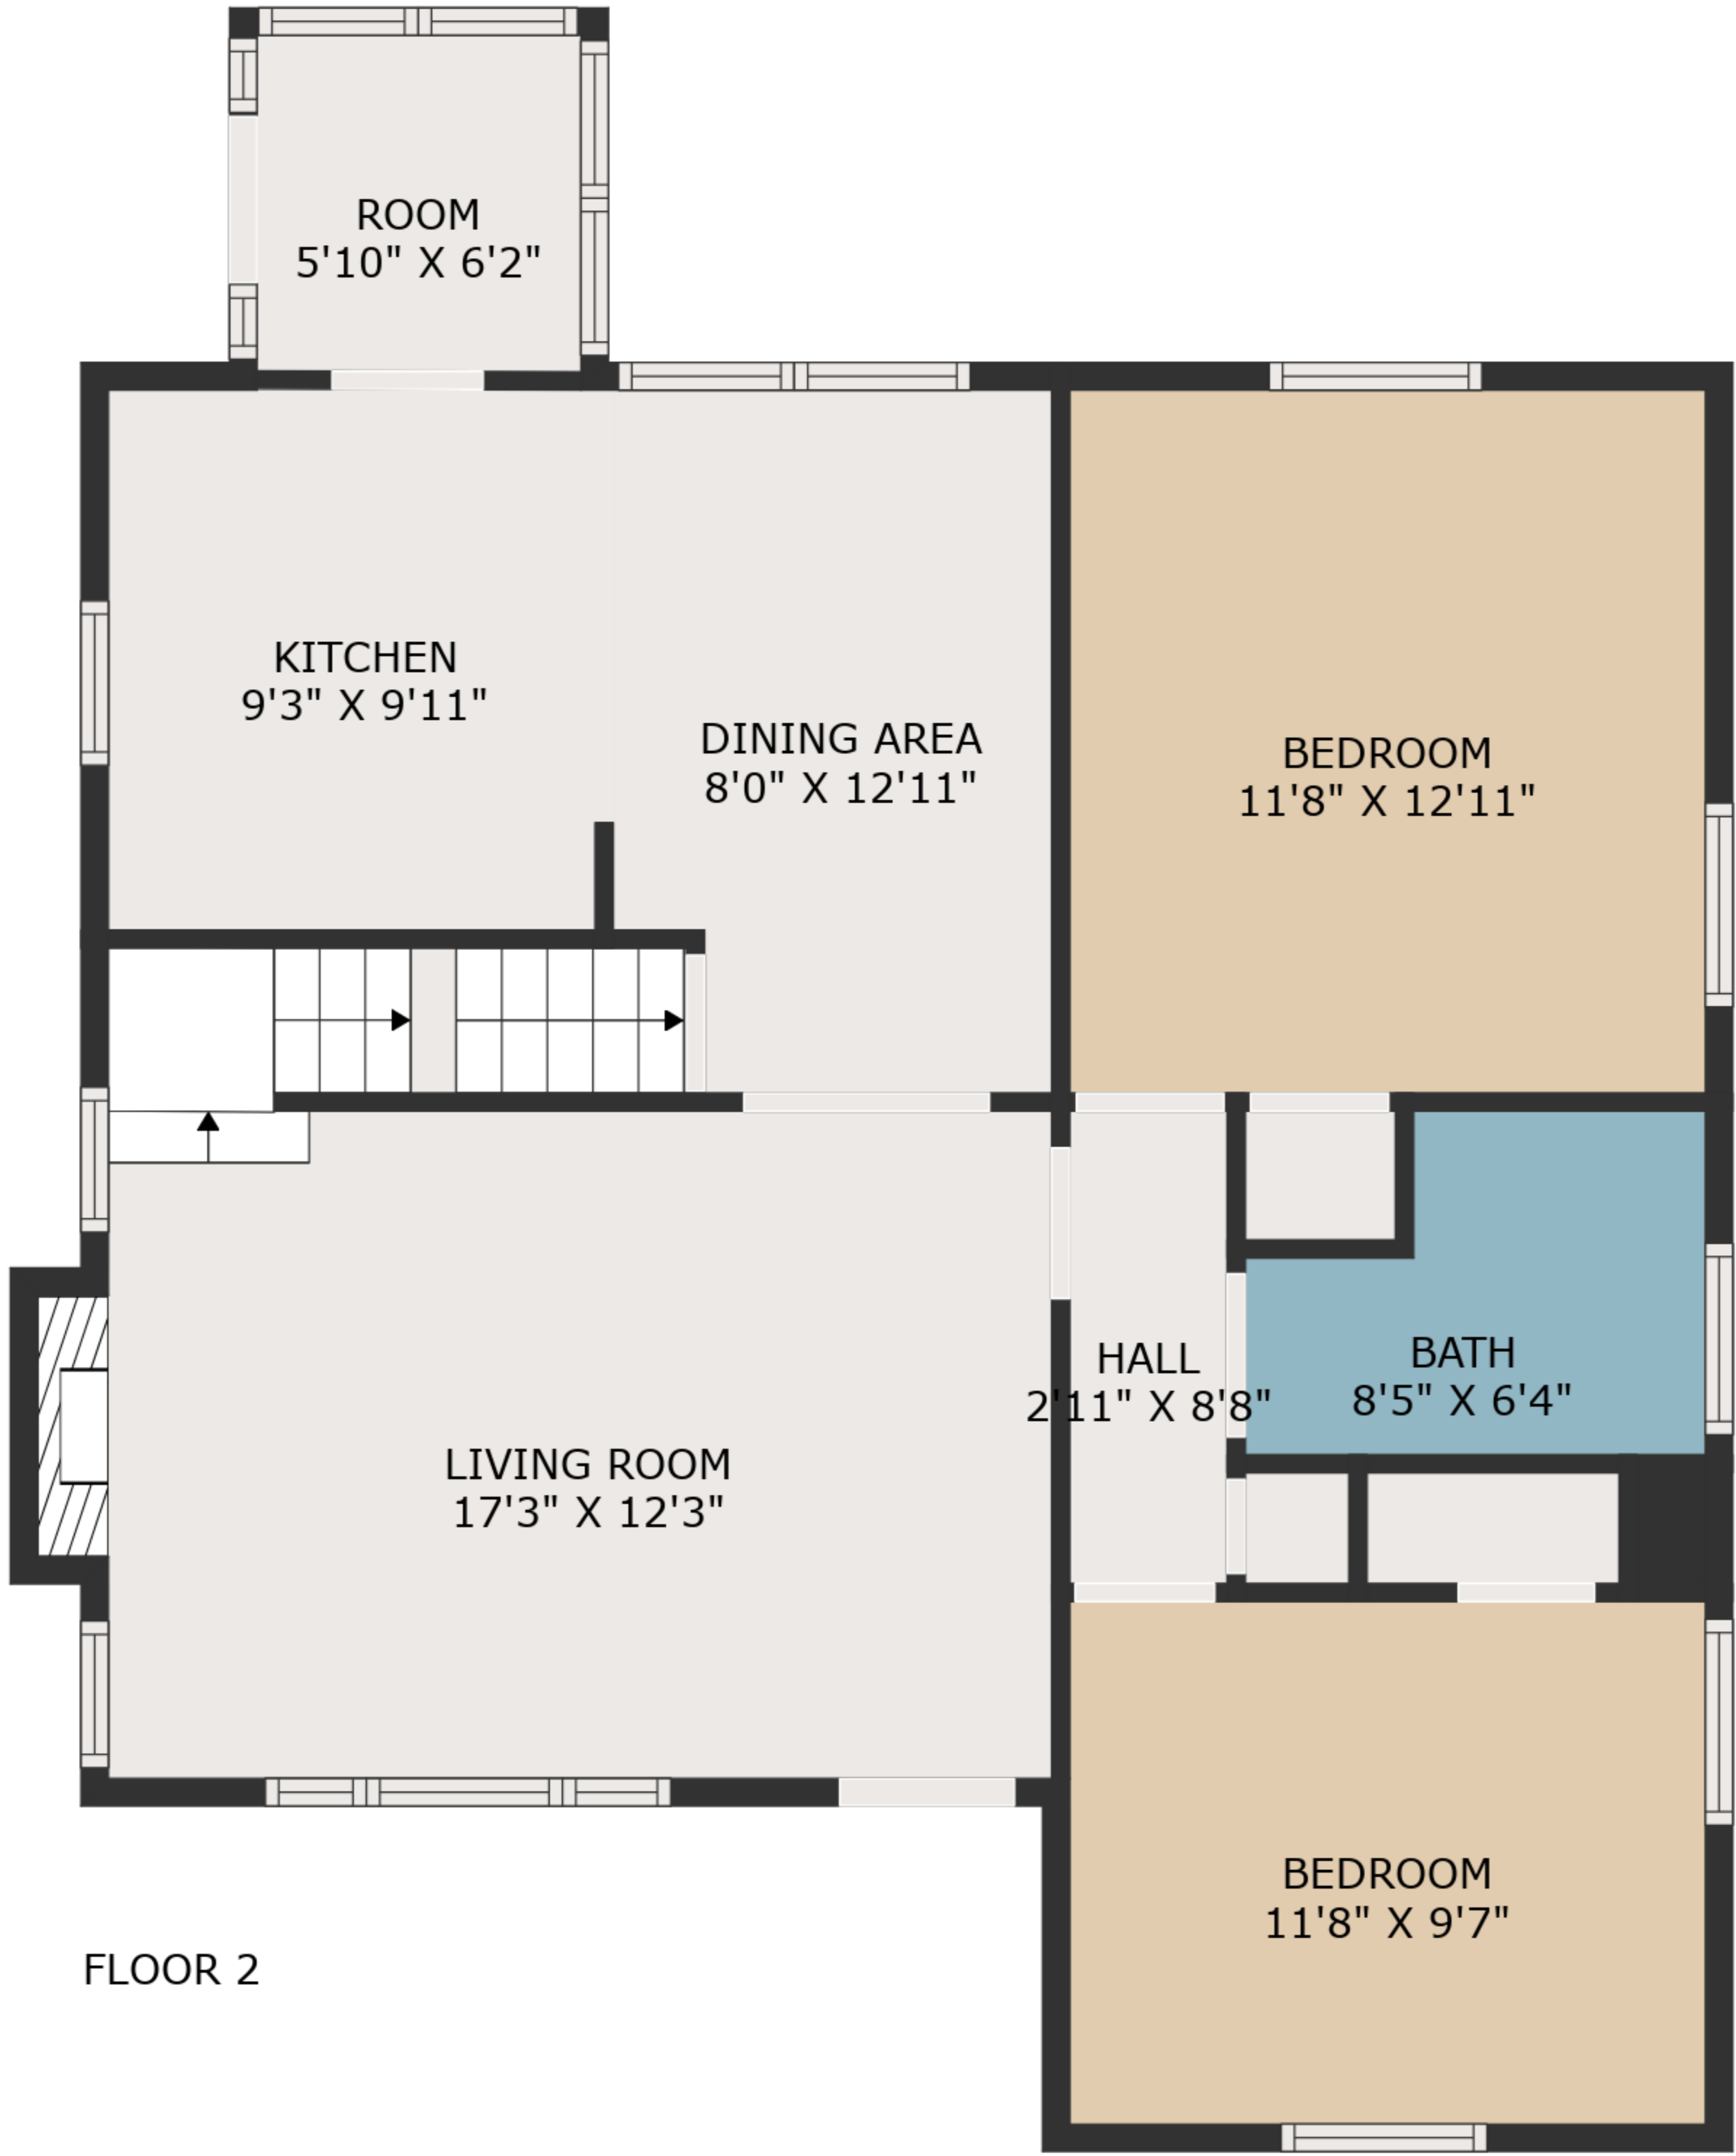 ROOM
5'10" X 6'2"
KITCHEN
9'3" X 9'11"
DINING AREA
8'0" X 12'11"
BEDROOM
11'8" X 12'11"
HALL
2'11" X 8'8"
BATH
8'5" X 6'4"
LIVING ROOM
17'3" X 12'3"
BEDROOM
11'8" X 9'7"
FLOOR 2